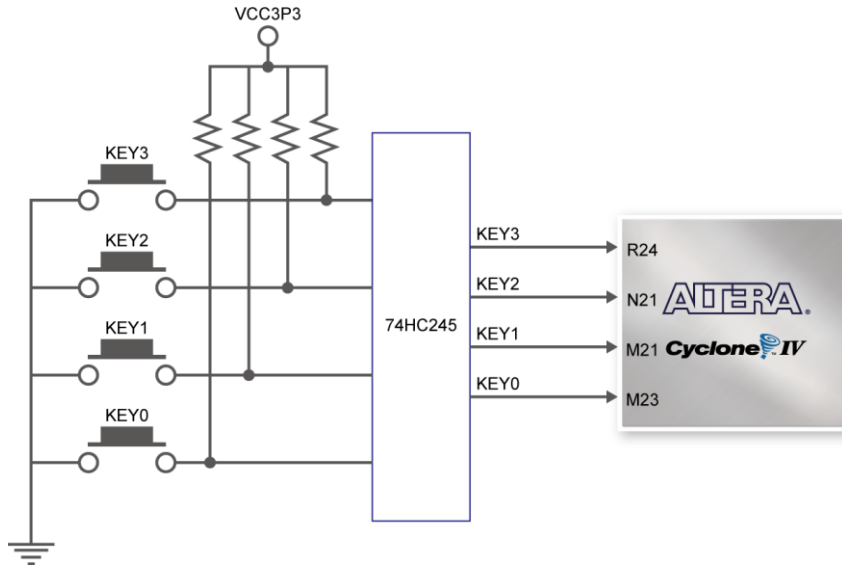 VCC3P3
KEY3
KEY2
KEY1
KEY0
74HC245
KEY3
KEY2
KEY1
KEY0
R24
N21
M21
M23
ALTERA.
Cyclone IV